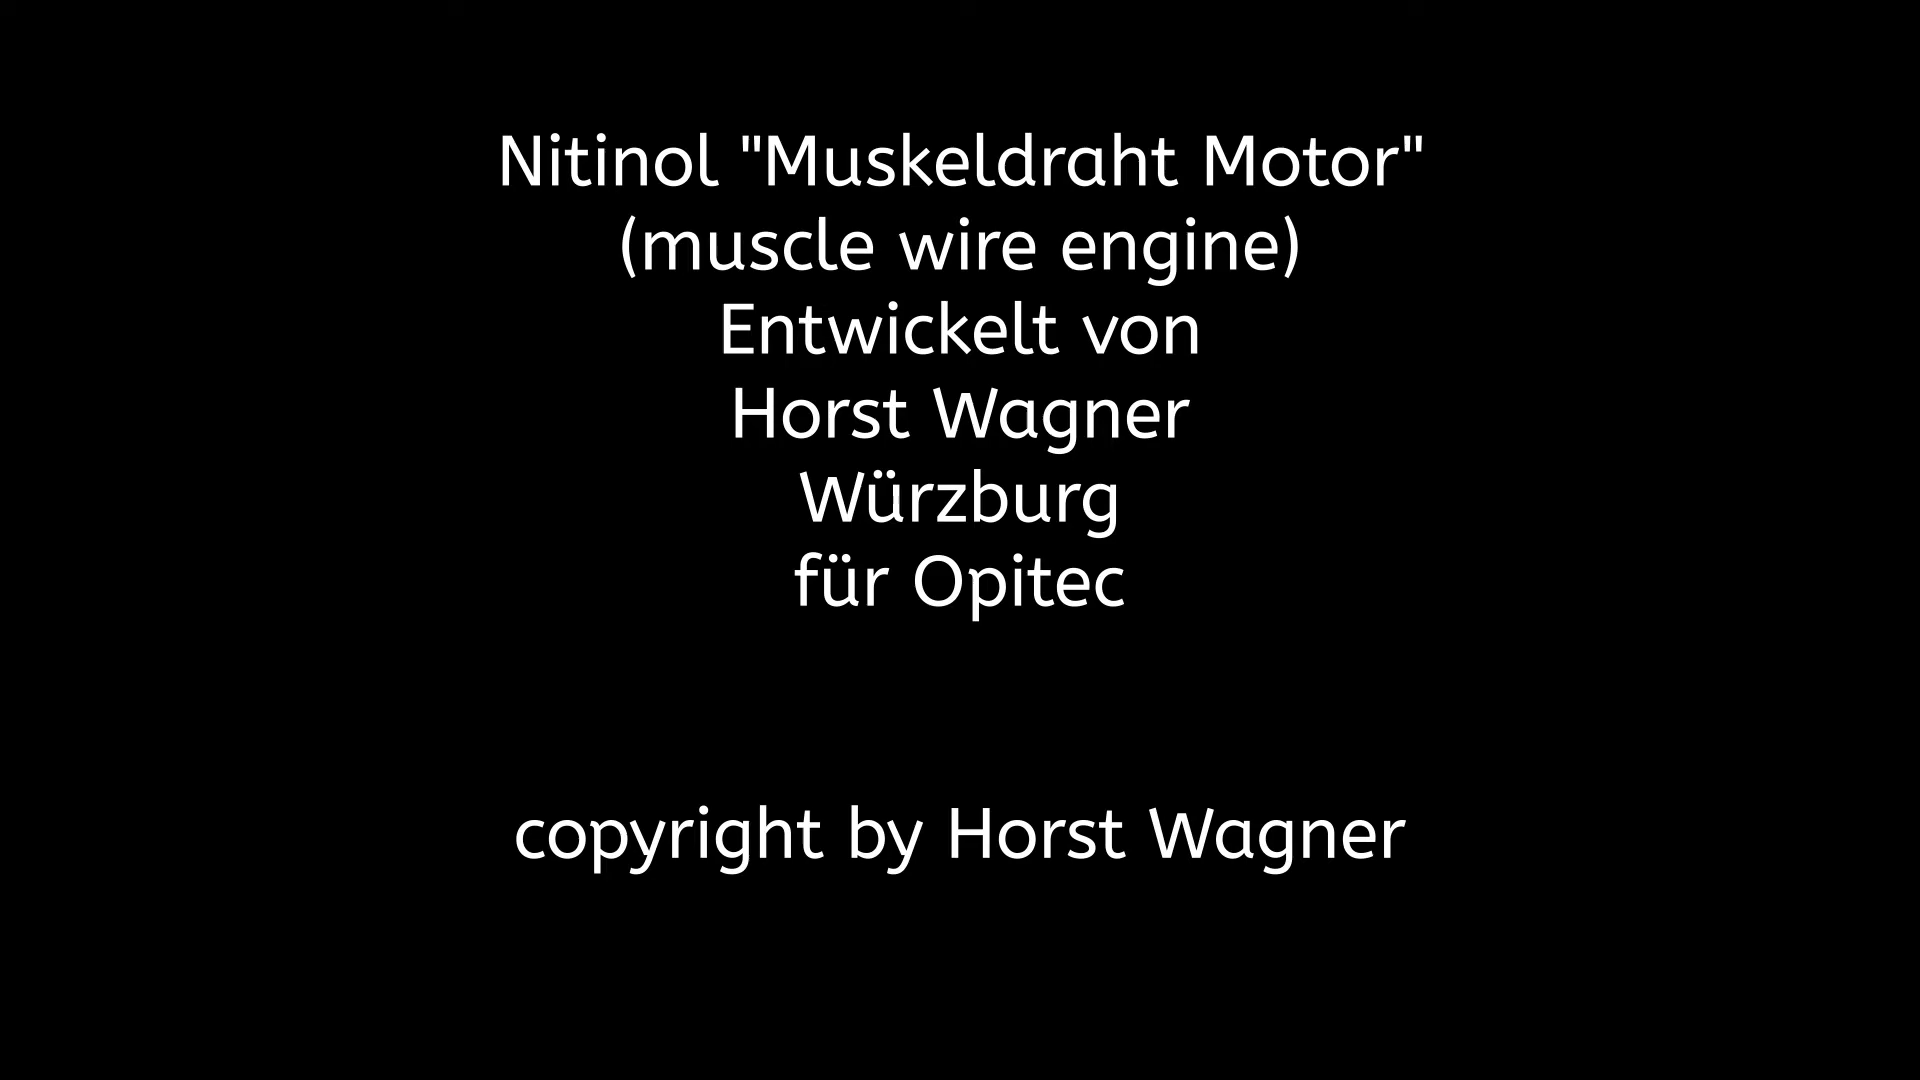 Nitinol "Muskeldraht Motor"
(muscle wire engine)
Entwickelt von
Horst Wagner
Würzburg
für Opitec
copyright by Horst Wagner